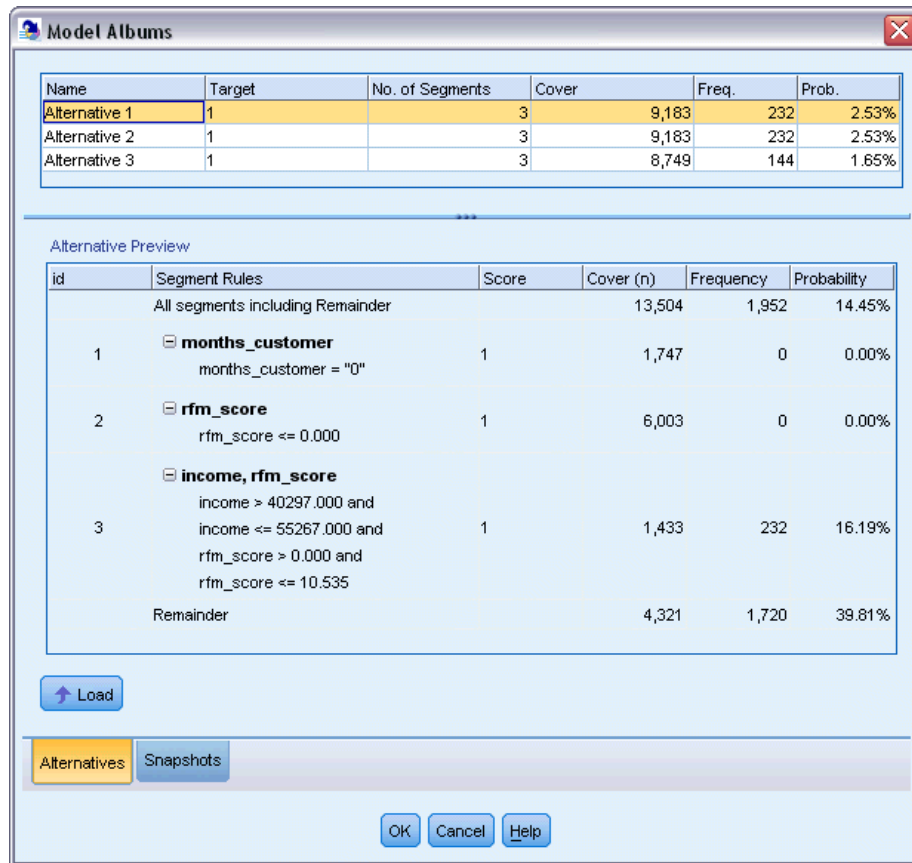 Model Albums
Name Target No. of Segments Cover Freq. Prob.
Alternative 1 1 3 9,183 232 2.53%
Alternative 2 1 3 9,183 232 2.53%
Alternative 3 1 3 8,749 144 1.65%
Alternative Preview
id Segment Rules Score Cover (n) Frequency Probability
All segments including Remainder 13,504 1,952 14.45%
months_customer
1 1 1,747 0 0.00%
months_customer = "0"
rfm_score
2 1 6,003 0 0.00%
rfm_score <= 0.000
income, rfm_score
income > 40297.000 and
income <= 55267.000 and
3 1 1,433 232 16.19%
rfm_score > 0.000 and
rfm_score <= 10.535
Remainder 4,321 1,720 39.81%
Load
Alternatives Snapshots
OK Cancel Help